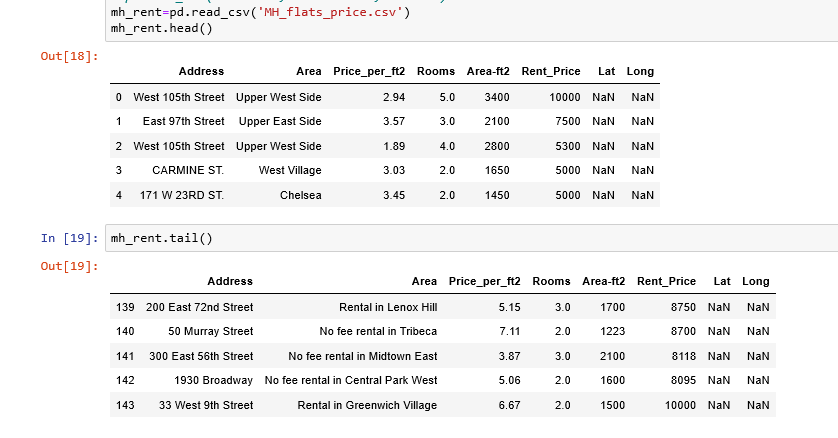 mh_rent=pd.read_csv('MH_flats_price.csv')
mh_rent.head()
Out[18]:
Address Area Price_per_ft2 Rooms Area-ft2 Rent_Price Lat Long
0 West 105th Street Upper West Side 2.94 5.0 3400 10000 NaN NaN
1 East 97th Street Upper East Side 3.57 3.0 2100 7500 NaN NaN
2 West 105th Street Upper West Side 1.89 4.0 2800 5300 NaN NaN
3 CARMINE ST. West Village 3.03 2.0 1650 5000 NaN NaN
4 171 W 23RD ST. Chelsea 3.45 2.0 1450 5000 NaN NaN
In [19]: mh_rent.tail()
Out[19]:
Address Area Price_per_ft2 Rooms Area-ft2 Rent_Price Lat Long
139 200 East 72nd Street Rental in Lenox Hill 5.15 3.0 1700 8750 NaN NaN
140 50 Murray Street No fee rental in Tribeca 7.11 2.0 1223 8700 NaN NaN
141 300 East 56th Street No fee rental in Midtown East 3.87 3.0 2100 8118 NaN NaN
142 1930 Broadway No fee rental in Central Park West 5.06 2.0 1600 8095 NaN NaN
143 33 West 9th Street Rental in Greenwich Village 6.67 2.0 1500 10000 NaN NaN